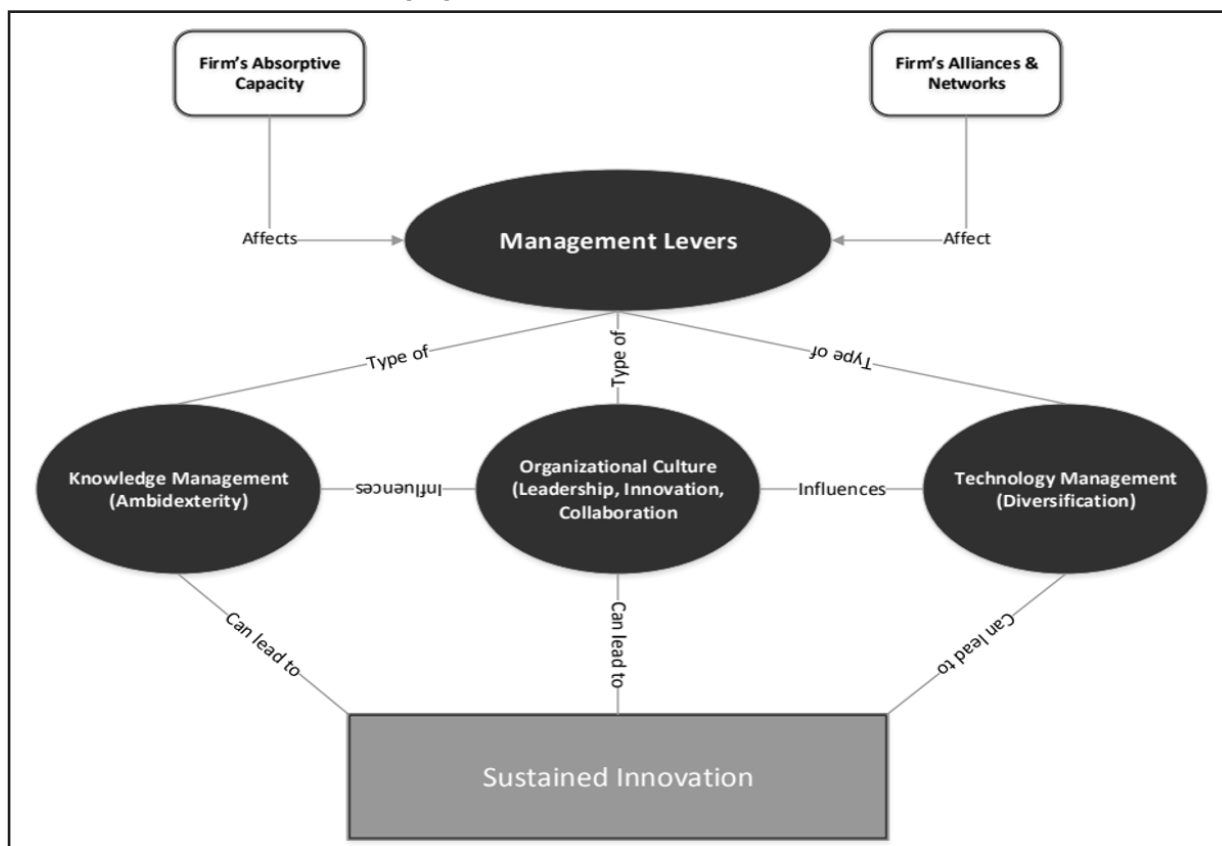 Firm's Absorptive
Capacity
Firm's Alliances &
Networks
Affects
Management Levers
Affect
Type of
Type of
Type of
Knowledge Management
(Ambidexterity)
Influences
Organizational Culture
(Leadership, Innovation,
Collaboration
Influences
Technology Management
(Diversification)
Can lead to
Can lead to
Can lead to
Sustained Innovation